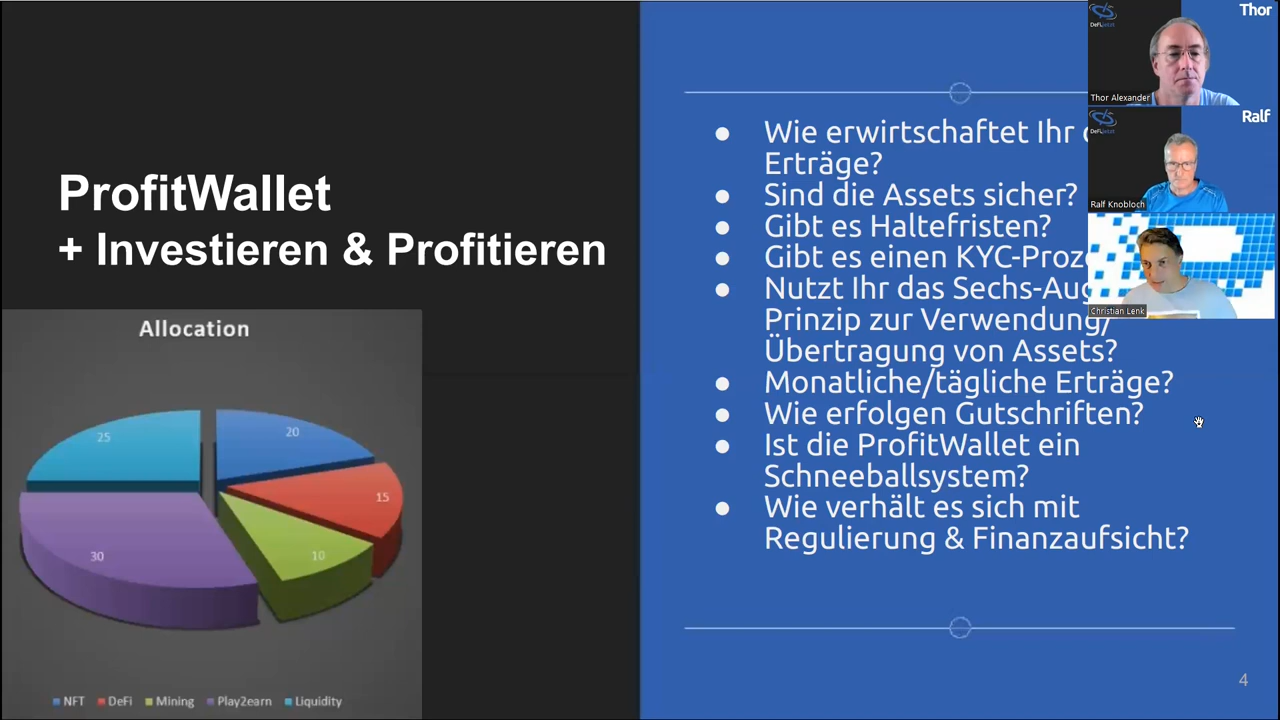 ProfitWallet
+ Investieren & Profitieren
Allocation
25
20
15
30
10
NFT DeFi Mining Play2earn Liquidity
Wie erwirtschaftet Ihr
Erträge?
Sind die Assets sicher?
Gibt es Haltefristen?
Gibt es einen
Nutzt Ihr das
Prinzip zur Verwendung/
Übertragung von Assets?
Monatliche/tägliche Erträge?
Wie erfolgen Gutschriften?
Ist die ProfitWallet ein
Schneeballsystem?
Wie verhält es sich mit
Regulierung & Finanzaufsicht?
4
Thor
Thor Alexander
Ralf
Ralf Knobloch
Christian Lenk